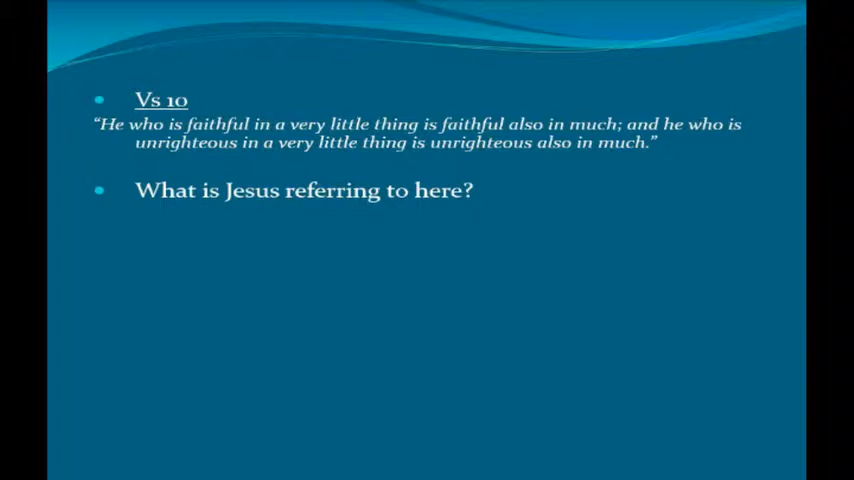 Vs 10
"He who is faithful in a very little thing is faithful also in much; and he who is
unrighteous in a very little thing is unrighteous also in much."
What is Jesus referring to here?